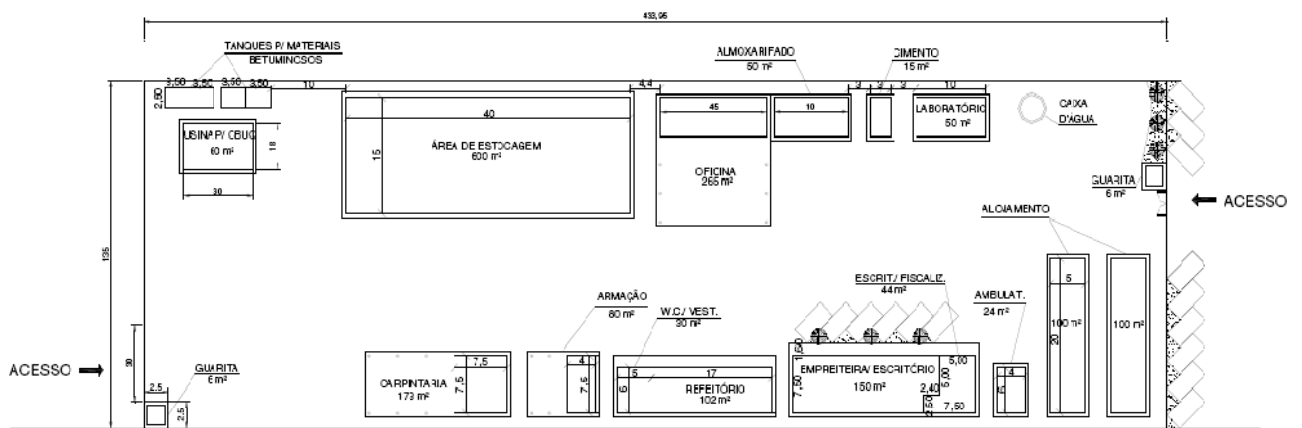 433,95
TANQUES P/ MATERIAIS
BETUMINOSOS
ALMOXARIFADO
50 m²
CIMENTO
15 m²
3,50
3,50
3,50
3,50
10
4,4
3
3
3
10
2,60
40
45
10
LABORATÓRIO
50 m²
CAIXA
D'ÁGUA
USINA P/ CBUQ
60 m²
18
15
ÁREA DE ESTOCAGEM
600 m²
OFICINA
265 m²
30
GUARITA
6 m²
ACESSO
ALOJAMENTO
135
ESCRIT./ FISCALIZ.
44 m²
ARMAÇÃO
80 m²
W.C./ VEST.
30 m²
AMBULAT.
24 m²
5
100 m²
100 m²
20
30
ACESSO
GUARITA
6 m²
2,5
2,5
7,5
CARPINTARIA
173 m²
7,5
4
7,5
5
17
6
REFEITÓRIO
102 m²
1,50
5,00
EMPREITEIRA/ ESCRITÓRIO
150 m²
7,50
5,00
2,40
2,50
7,50
4
6